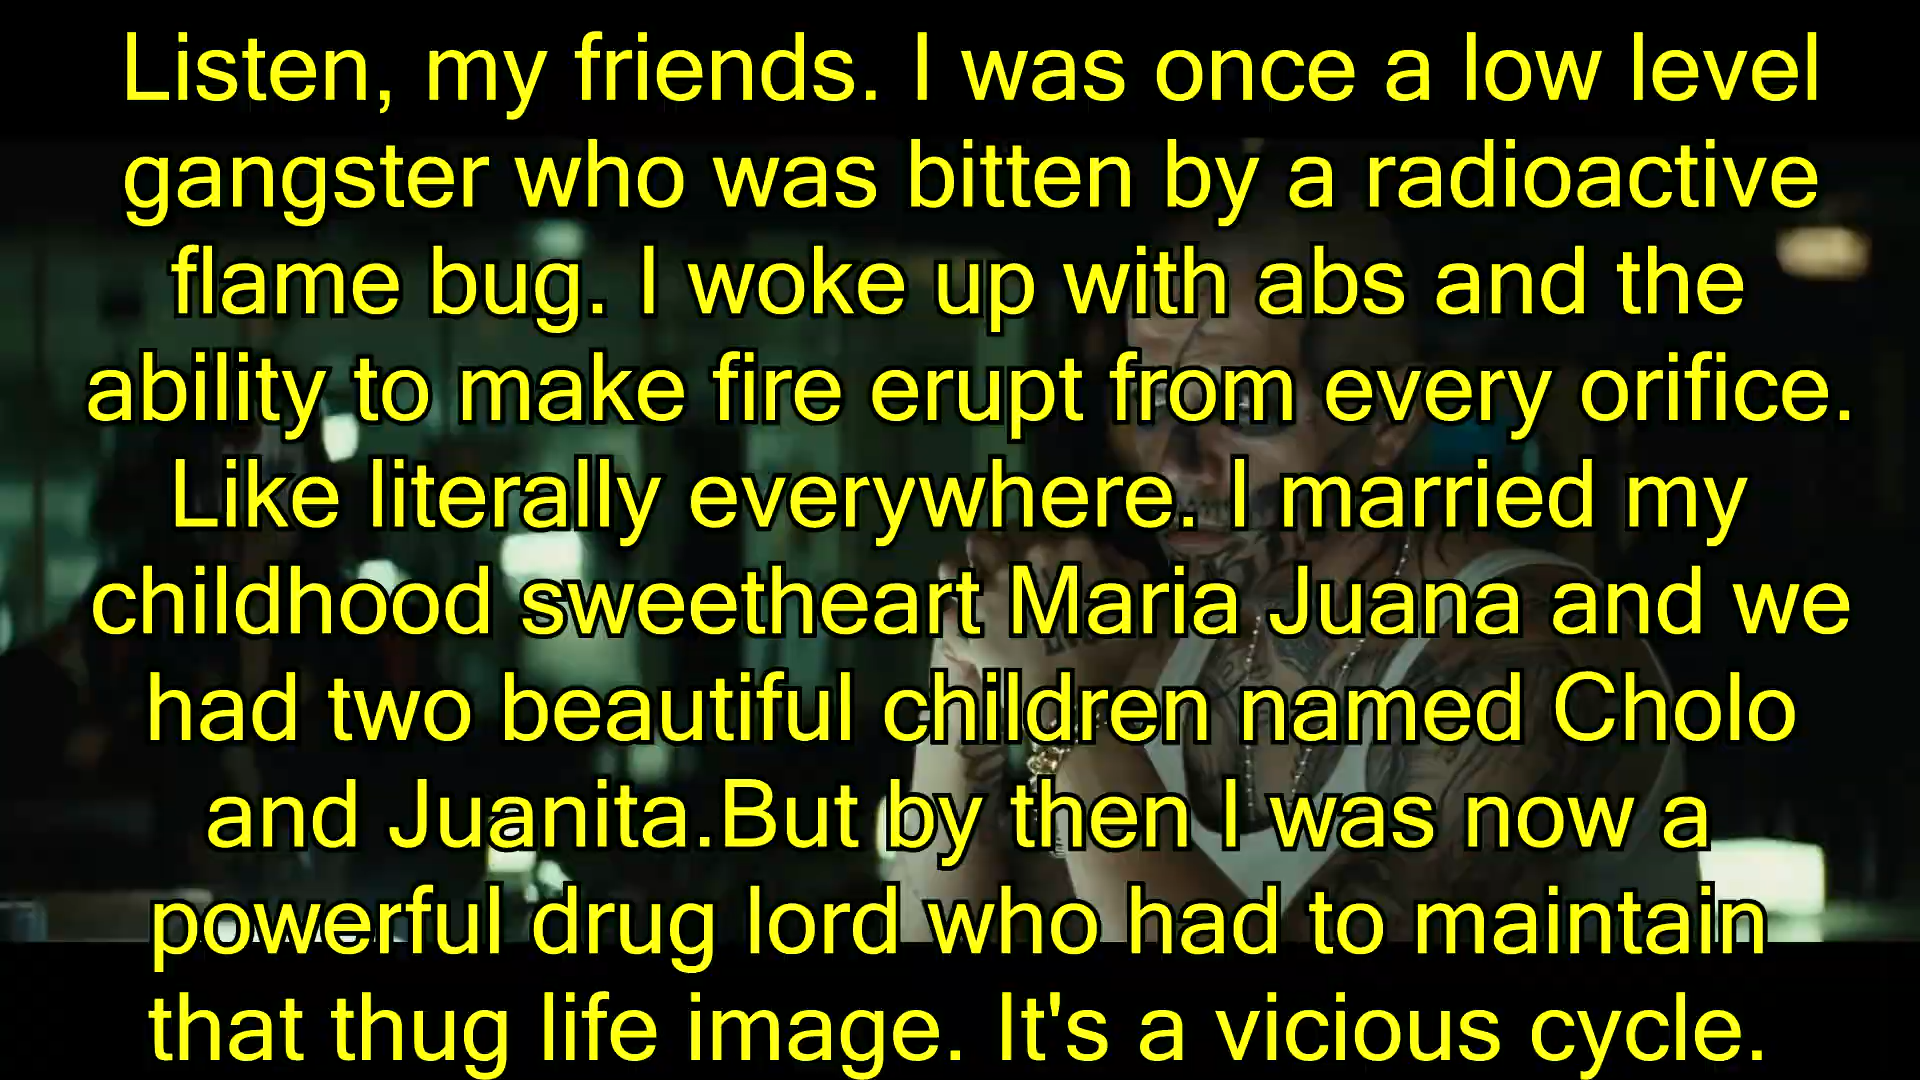 Listen, my friends. I was once a low level
gangster who was bitten by a radioactive
flame bug. I woke up with abs and the
ability to make fire erupt from every orifice.
Like literally everywhere. I married my
childhood sweetheart Maria Juana and we
had two beautiful children named Cholo
and Juanita.But by then I was now a
powerful drug lord who had to maintain
that thug life image. It's a vicious cycle.